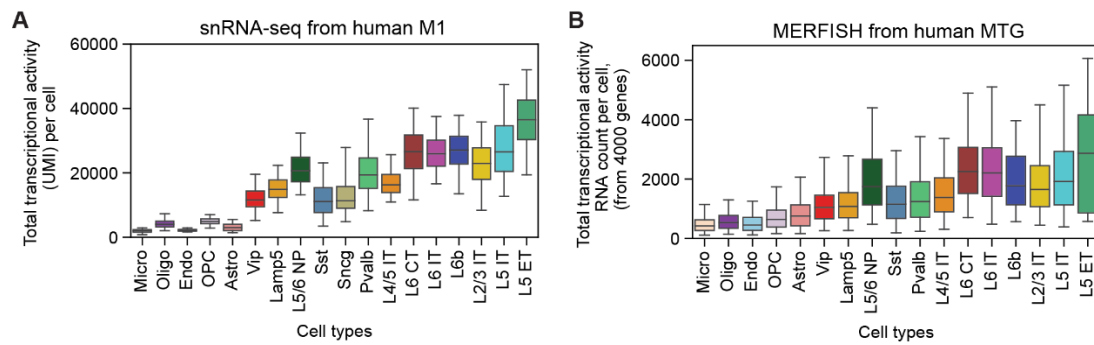 A
snRNA-seq from human M1
Total transcriptional activity
(UMI) per cell
60000
40000
20000
0
Micro
Oligo
Endo
OPC
Astro
Vip
Lamp5
L5/6 NP
Sst
Sncg
Pvalb
L4/5 IT
L6 CT
L6 IT
L6b
L2/3 IT
L5 IT
L5 ET
Cell types
B
MERFISH from human MTG
Total transcriptional activity
RNA count per cell,
(from 4000 genes)
6000
4000
2000
0
Micro
Oligo
Endo
OPC
Astro
Vip
Lamp5
L5/6 NP
Sst
Pvalb
L4/5 IT
L6 CT
L6 IT
L6b
L2/3 IT
L5 IT
L5 ET
Cell types